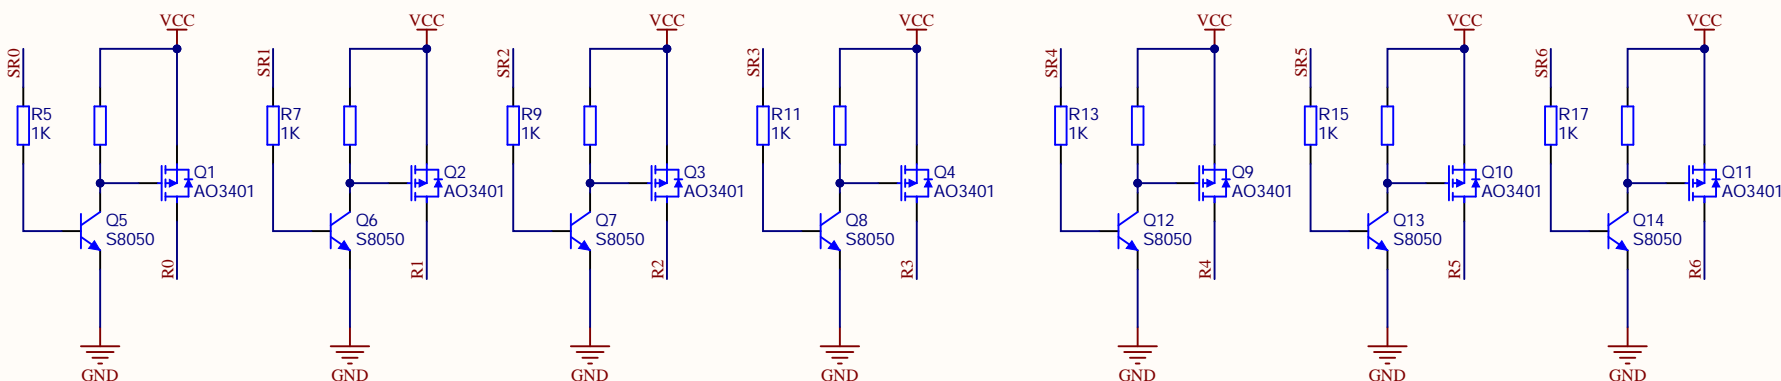 VCC
SR0
R5
1K
Q1
AO3401
Q5
S8050
R0
GND
VCC
SR1
R7
1K
Q2
AO3401
Q6
S8050
R1
GND
VCC
SR2
R9
1K
Q3
AO3401
Q7
S8050
R2
GND
VCC
SR3
R11
1K
Q4
AO3401
Q8
S8050
R3
GND
VCC
SR4
R13
1K
Q9
AO3401
Q12
S8050
R4
GND
VCC
SR5
R15
1K
Q10
AO3401
Q13
S8050
R5
GND
VCC
SR6
R17
1K
Q11
AO3401
Q14
S8050
R6
GND